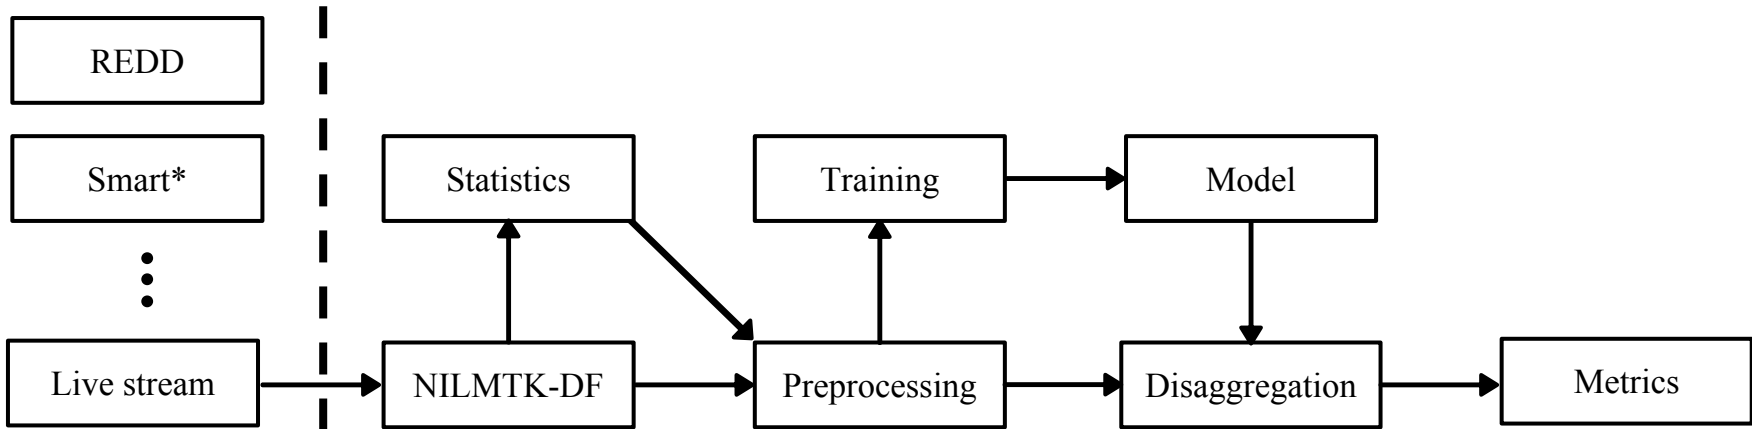 REDD
Smart*
Statistics
Training
Model
Live stream
NILMTK-DF
Preprocessing
Disaggregation
Metrics